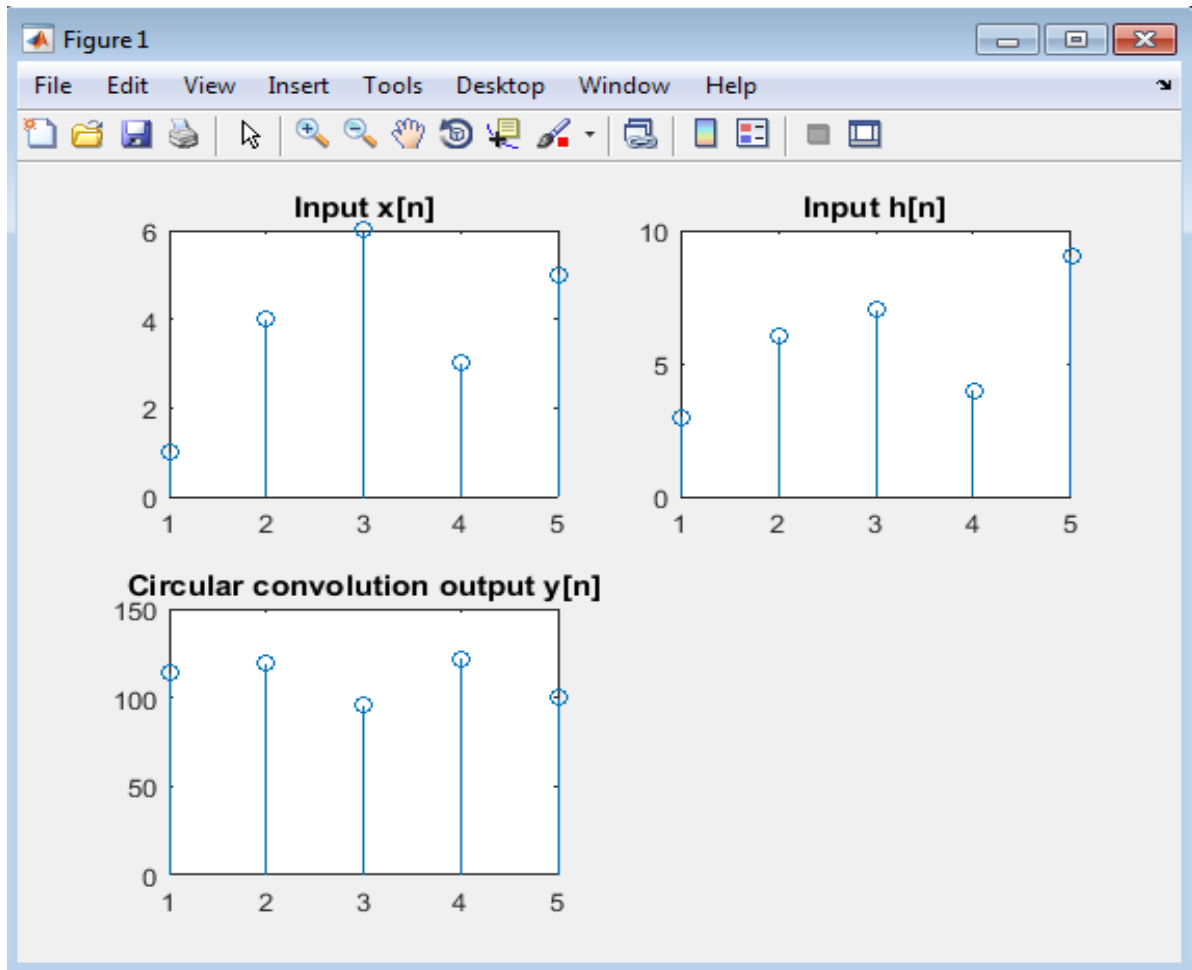 Figure 1
File Edit View Insert Tools Desktop Window Help
Input x[n]
6
4
2
0
1 2 3 4 5
Input h[n]
10
5
0
1 2 3 4 5
Circular convolution output y[n]
150
100
50
0
1 2 3 4 5